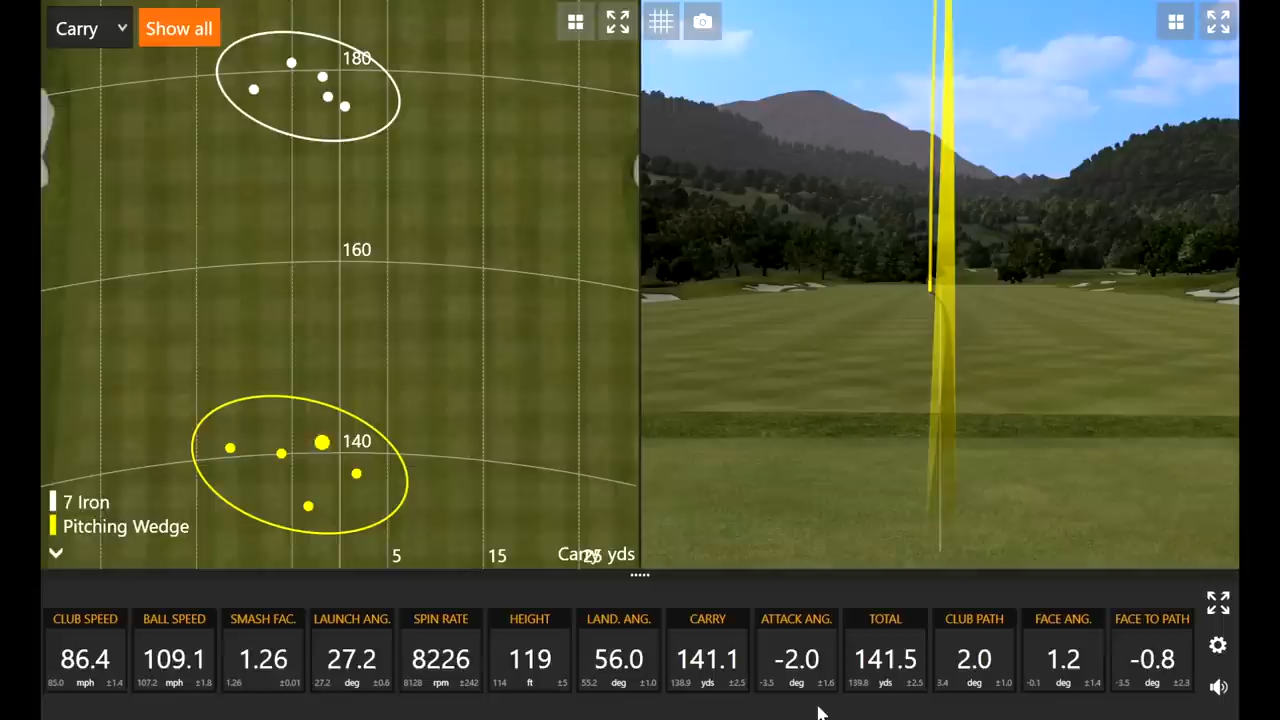 Carry Show all
180
160
140
7 Iron
Pitching Wedge
5 15 25 Carry yds
CLUB SPEED BALL SPEED SMASH FAC. LAUNCH ANG. SPIN RATE HEIGHT LAND. ANG. CARRY ATTACK ANG. TOTAL CLUB PATH FACE ANG. FACE TO PATH
86.4 109.1 1.26 27.2 8226 119 56.0 141.1 -2.0 141.5 2.0 1.2 -0.8
85.0 mph ±1.4 107.2 mph ±1.8 1.26 ±0.01 27.2 deg ±0.6 8128 rpm ±242 114 ft ±5 55.2 deg ±1.0 138.9 yds ±2.5 -3.5 deg ±1.6 139.8 yds ±2.5 3.4 deg ±1.0 -0.1 deg ±1.4 -3.5 deg ±2.3